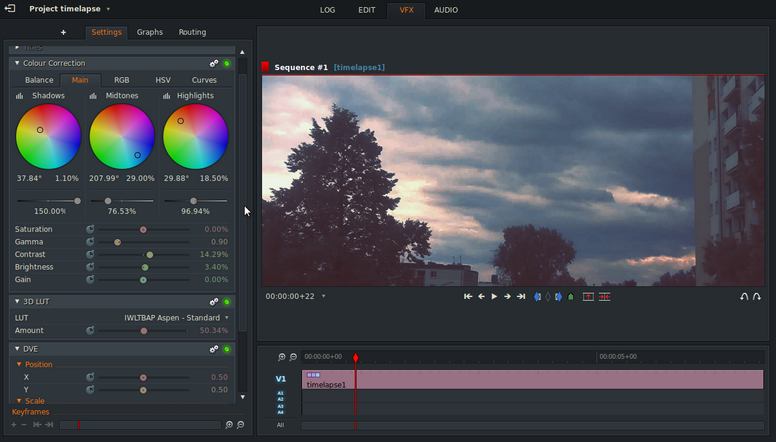 Project timelapse
LOG EDIT VFX AUDIO
+ Settings Graphs Routing
Colour Correction
Balance Main RGB HSV Curves
Shadows Midtones Highlights
37.84° 1.10% 207.99° 29.00% 29.88° 18.50%
150.00% 76.53% 96.94%
Saturation 0.00%
Gamma 0.90
Contrast 14.29%
Brightness 3.40%
Gain 0.00%
3D LUT
LUT IWLTBAP Aspen - Standard
Amount 50.34%
DVE
Position
X 0.50
Y 0.50
Scale
Keyframes
Sequence #1 [timelapse1]
00:00:00+22
00:00:00+00 00:00:05+00
V1
timelapse1
A1
A2
A3
A4
All